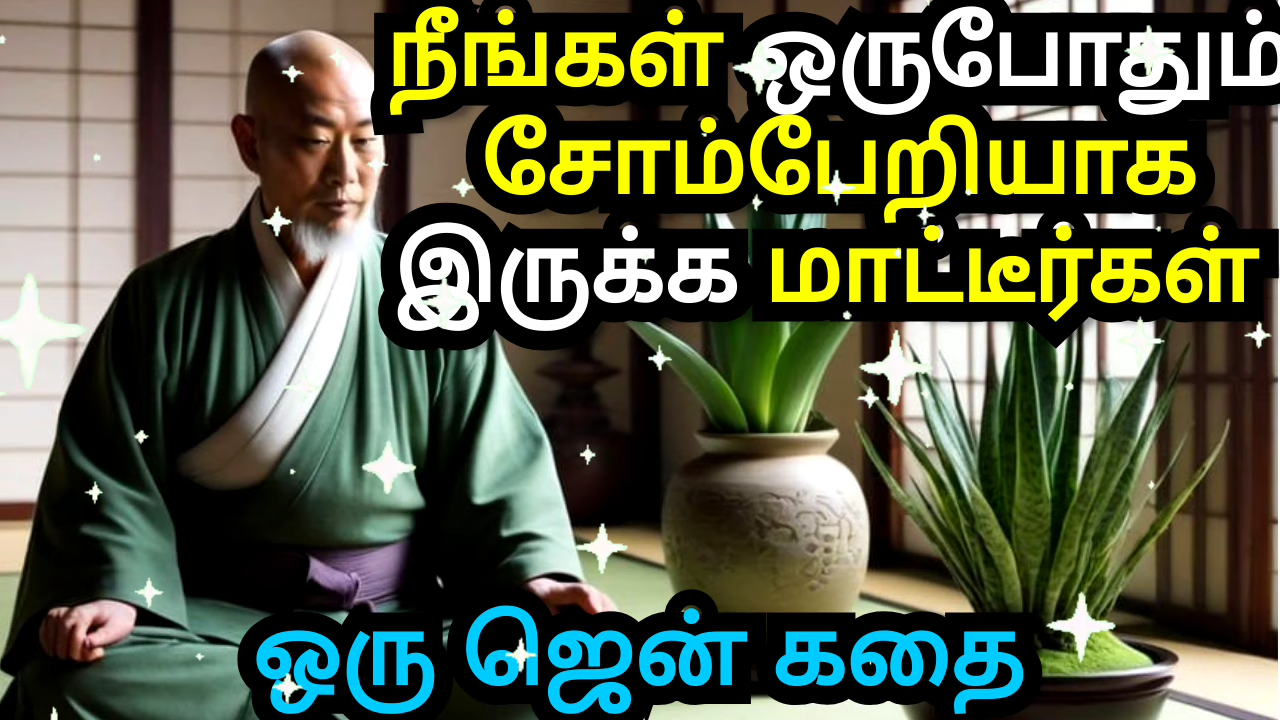 நீங்கள் ஒருபோதும்
சோம்பேறியாக
இருக்க மாட்டீர்கள்
ஒரு ஜென் கதை